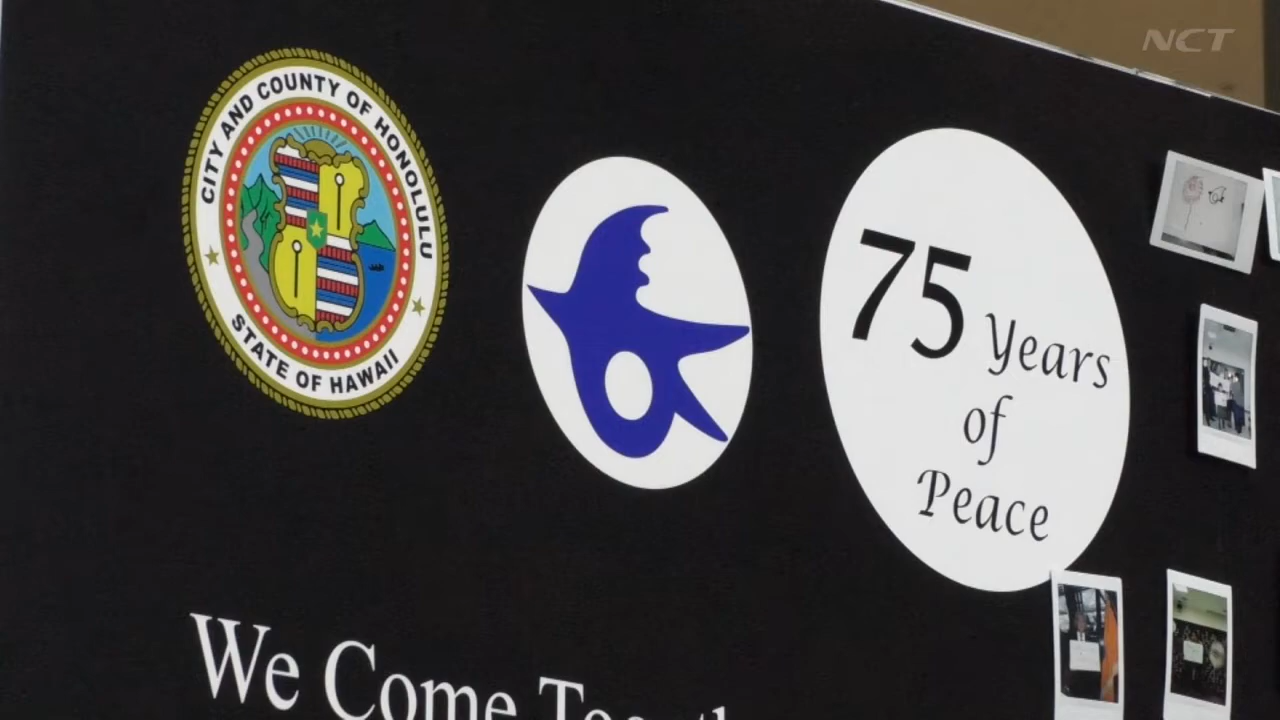 NCT
CITY AND COUNTY OF HONOLULU
STATE OF HAWAII
75 Years
of
Peace
We Come